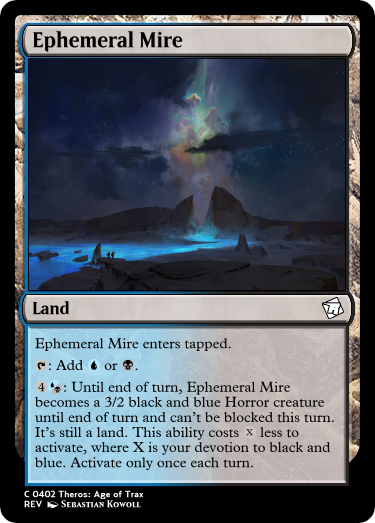 Ephemeral Mire
Land
Ephemeral Mire enters tapped.
: Add or .
4 : Until end of turn, Ephemeral Mire
becomes a 3/2 black and blue Horror creature
until end of turn and can't be blocked this turn.
It's still a land. This ability costs X less to
activate, where X is your devotion to black and
blue. Activate only once each turn.
C 0402 Theros: Age of Trax
REV Sebastian Kowoll